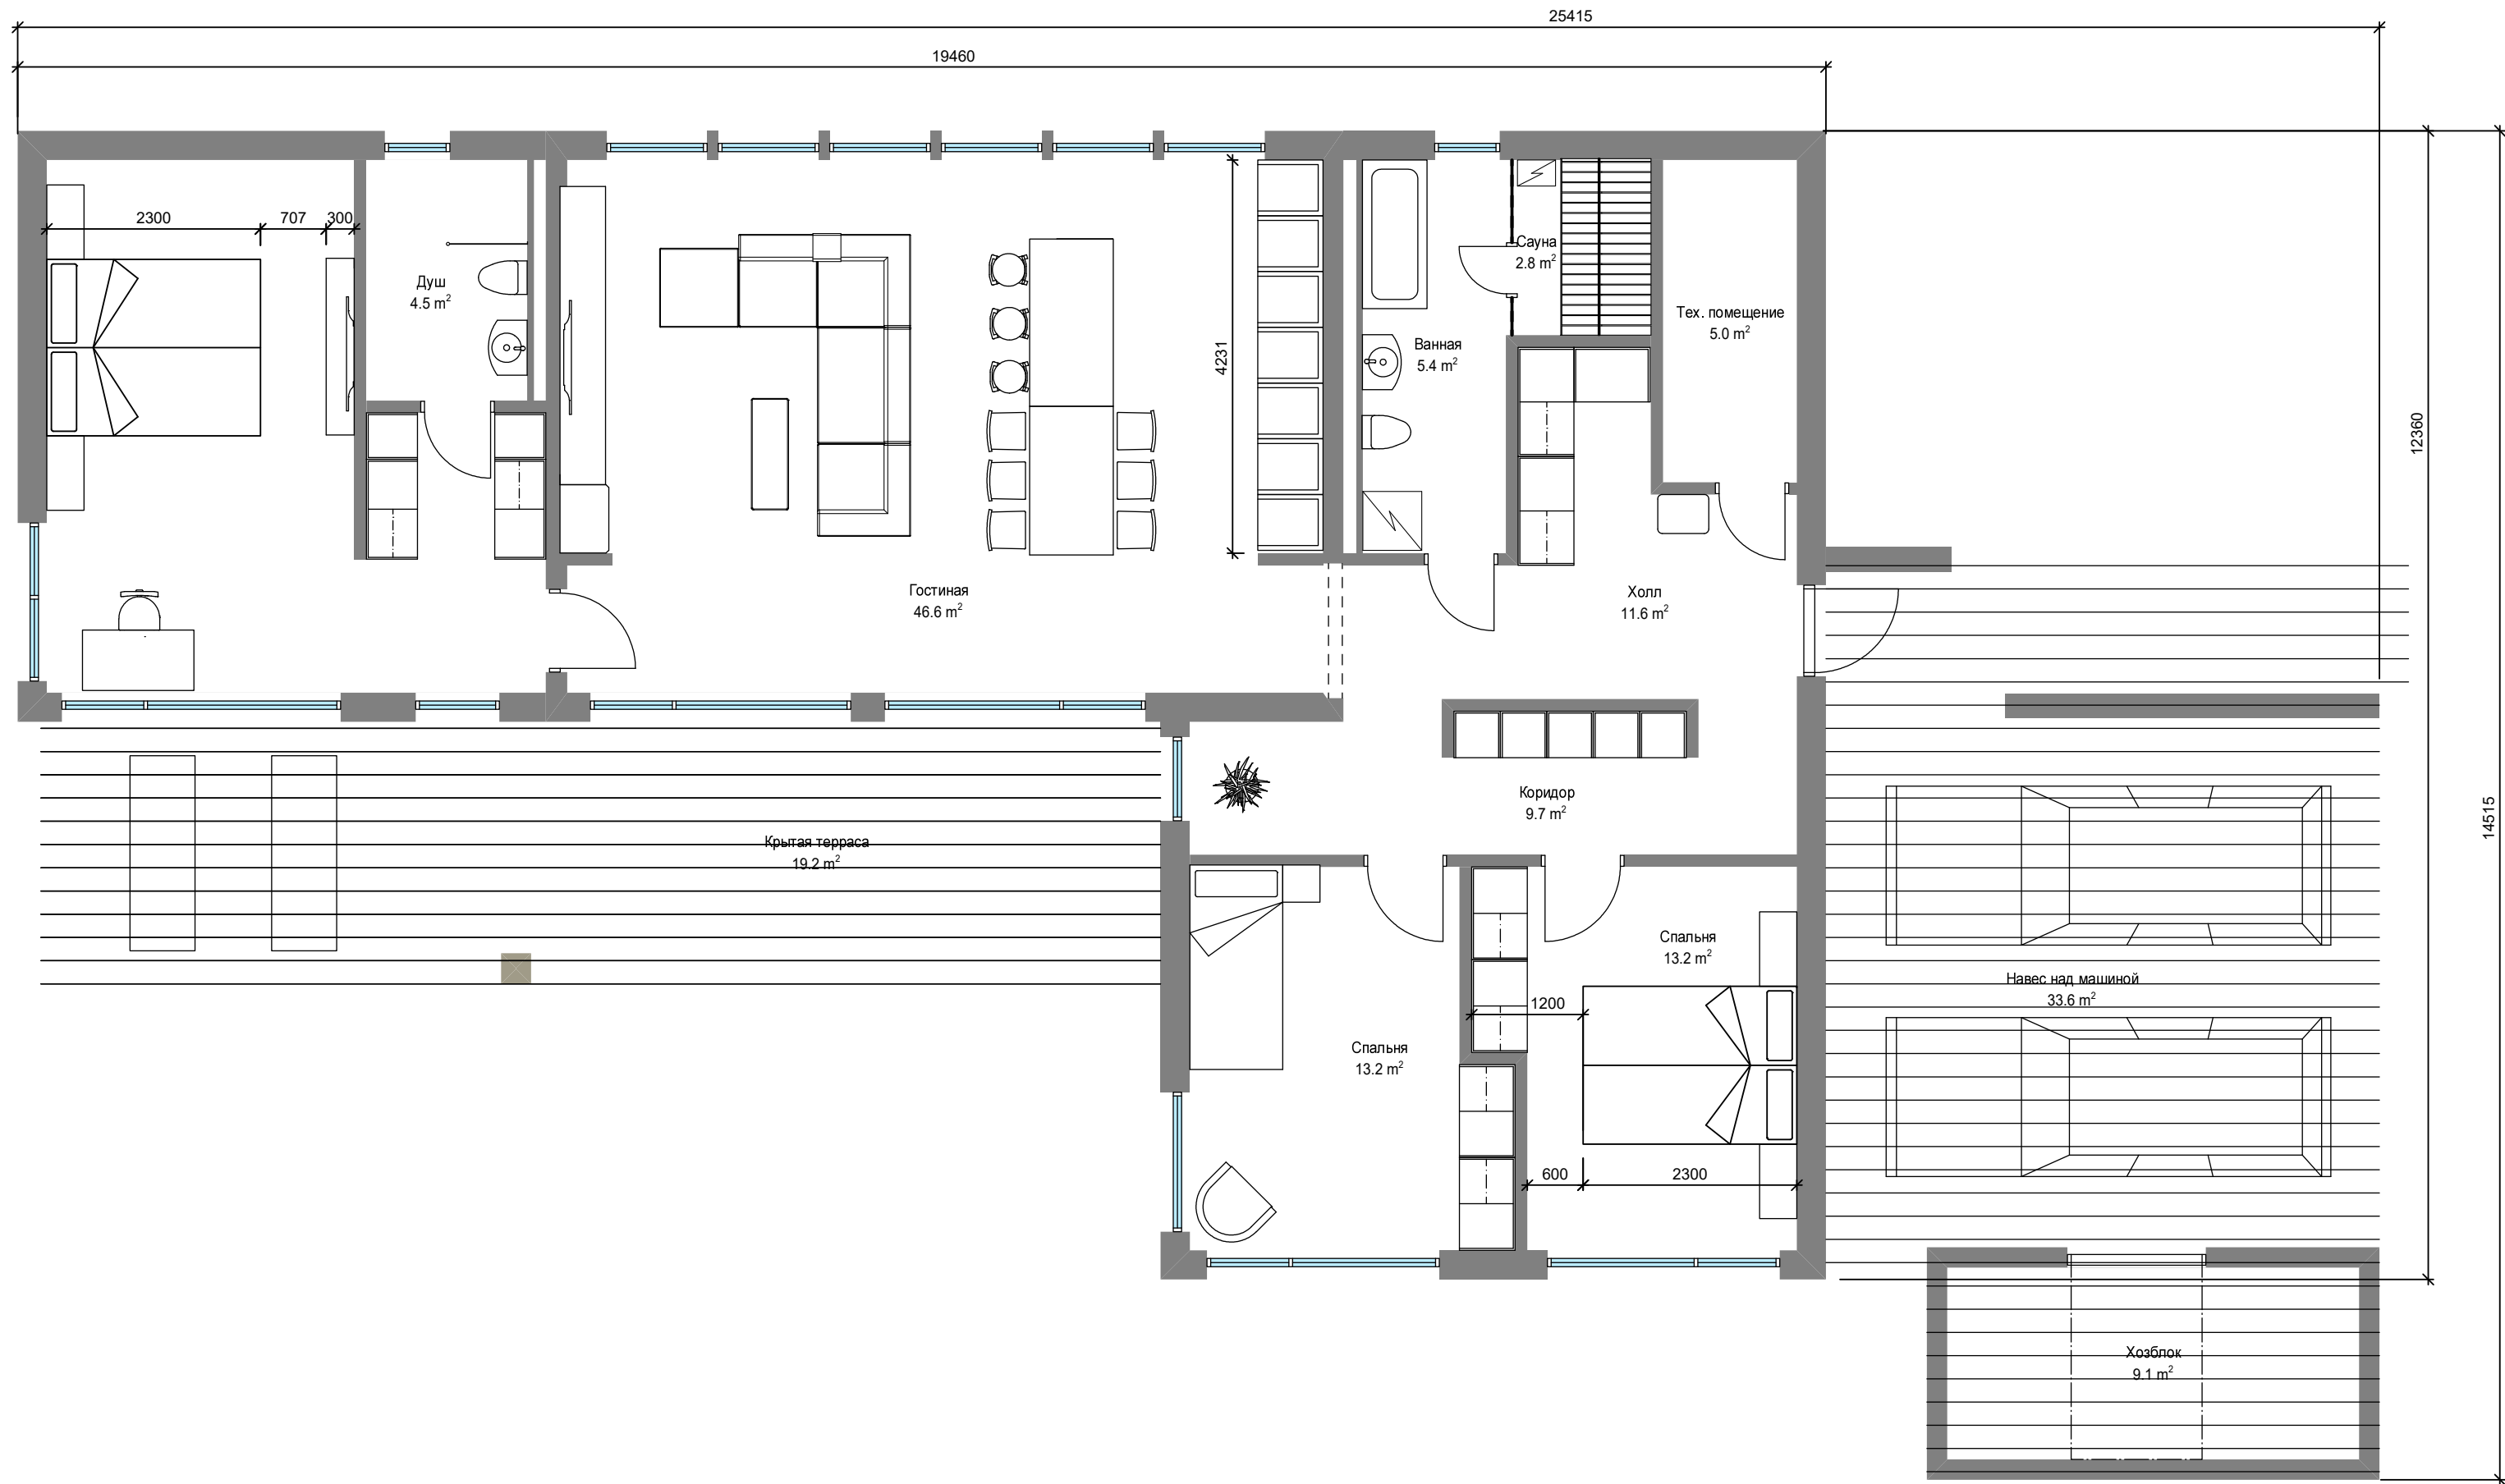 25415
19460
2300
707
300
Душ
4.5 m²
Сауна
2.8 m²
Тех. помещение
5.0 m²
Ванная
5.4 m²
4231
12360
Гостиная
46.6 m²
Холл
11.6 m²
Коридор
9.7 m²
14515
Крытая терраса
19.2 m²
Спальня
13.2 m²
Навес над машиной
33.6 m²
1200
Спальня
13.2 m²
600
2300
Хозблок
9.1 m²